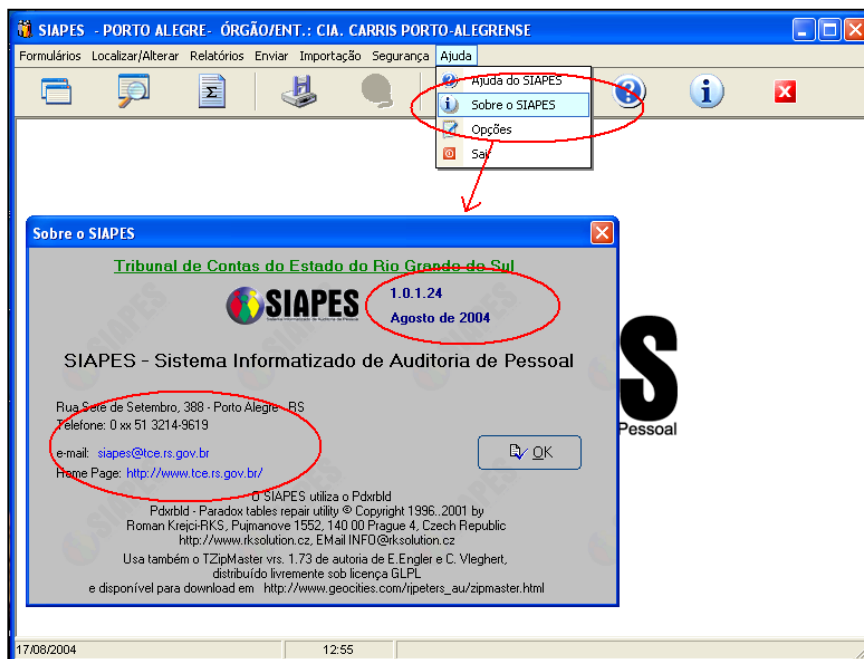 SIAPES - PORTO ALEGRE- ÓRGÃO/ENT.: CIA. CARRIS PORTO-ALEGRENSE
Formulários Localizar/Alterar Relatórios Enviar Importação Segurança Ajuda
Ajuda do SIAPES
Sobre o SIAPES
Opções
Sair
Sobre o SIAPES
Tribunal de Contas do Estado do Rio Grande do Sul
SIAPES
1.0.1.24
Agosto de 2004
SIAPES - Sistema Informatizado de Auditoria de Pessoal
Rua Sete de Setembro, 388 - Porto Alegre - RS
Telefone: 0 xx 51 3214-9619
e-mail: siapes@tce.rs.gov.br
OK
Home Page: http://www.tce.rs.gov.br/
O SIAPES utiliza o Pdxrbld
Pdxrbld - Paradox tables repair utility © Copyright 1996..2001 by
Roman Krejci-RKS, Pujmanove 1552, 140 00 Prague 4, Czech Republic
http://www.rksolution.cz, EMail INFO@rksolution.cz
Usa também o TZipMaster vrs. 1.73 de autoria de E.Engler e C. Vleghert,
distribuído livremente sob licença GLPL
e disponível para download em http://www.geocities.com/rjpeters_au/zipmaster.html
S
Pessoal
17/08/2004 12:55